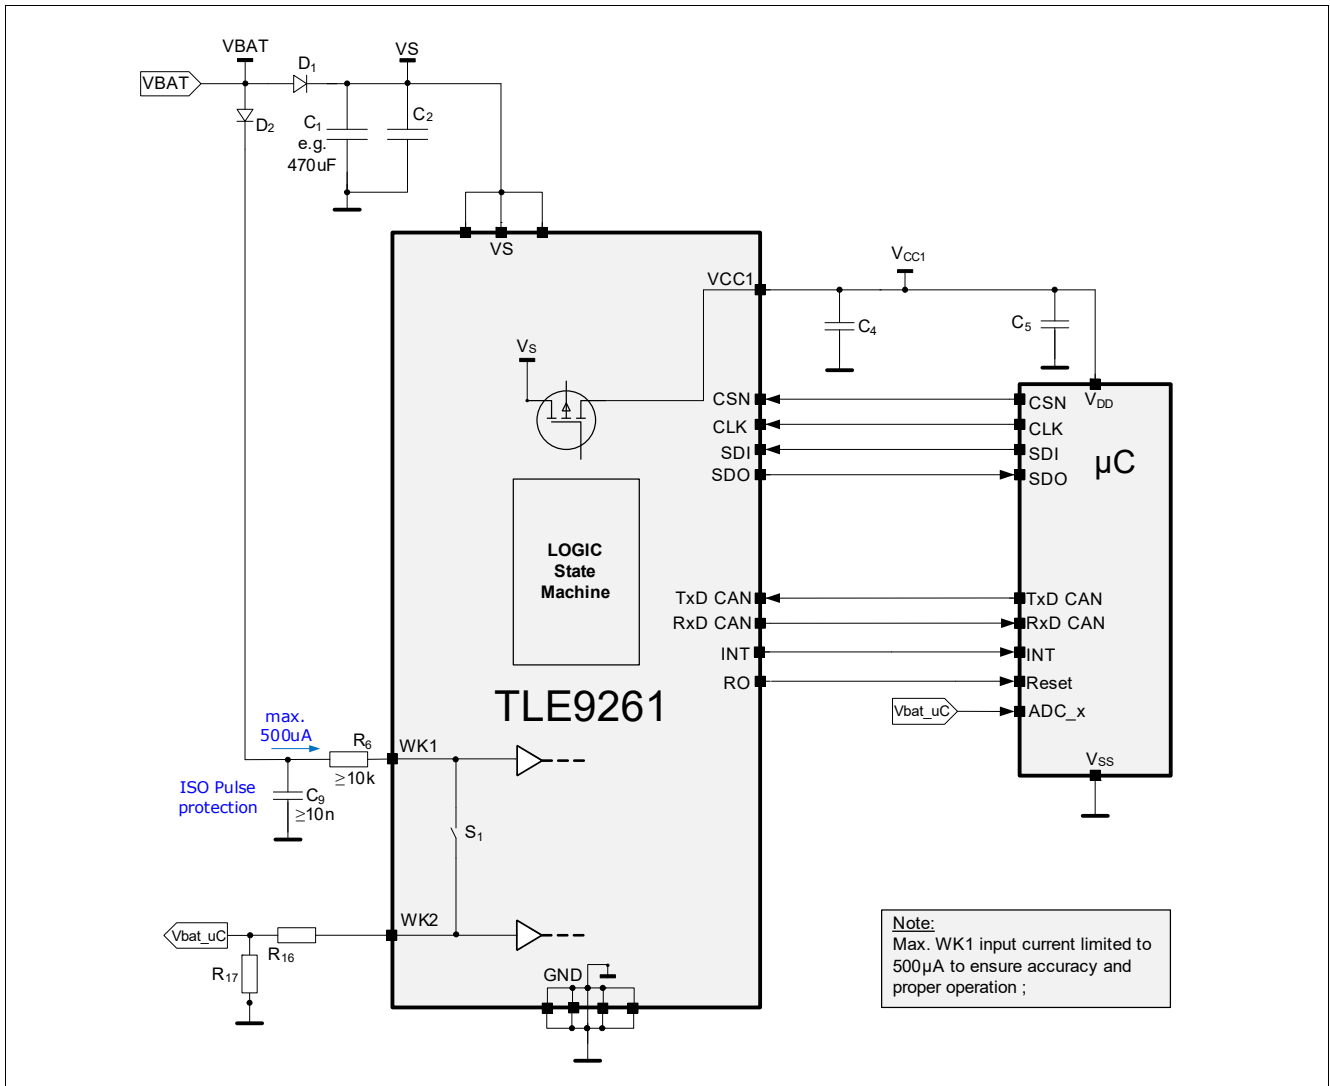 VBAT
VS
D1
VBAT
D2
C1
e.g.
470uF
C2
VS
VCC1
VCC1
C4
C5
VS
CSN
CLK
SDI
SDO
CSN
CLK
SDI
SDO
VDD
µC
LOGIC
State
Machine
TxD CAN
RxD CAN
INT
RO
TxD CAN
RxD CAN
INT
Reset
ADC_x
Vbat_uC
VSS
TLE9261
max.
500uA
R6
≥10k
WK1
ISO Pulse
protection
C9
≥10n
S1
WK2
Vbat_uC
R16
R17
GND
Note:
Max. WK1 input current limited to
500µA to ensure accuracy and
proper operation ;